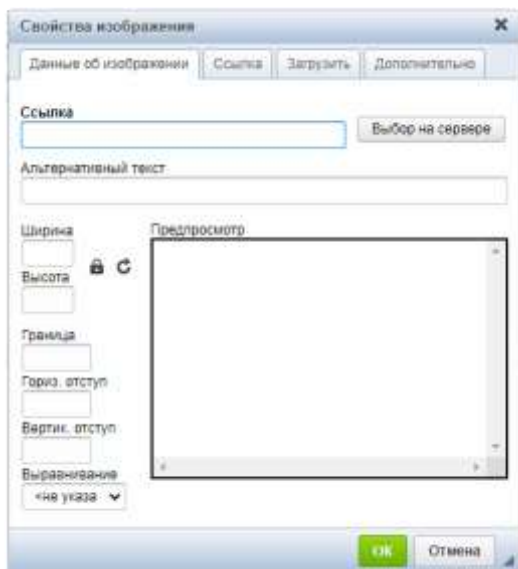 Свойства изображения
Данные об изображении Ссылка Загрузить Дополнительно
Ссылка
Выбор на сервере
Альтернативный текст
Ширина Предпросмотр
Высота
Граница
Гориз. отступ
Вертик. отступ
Выравнивание
<не указа
ОК Отмена